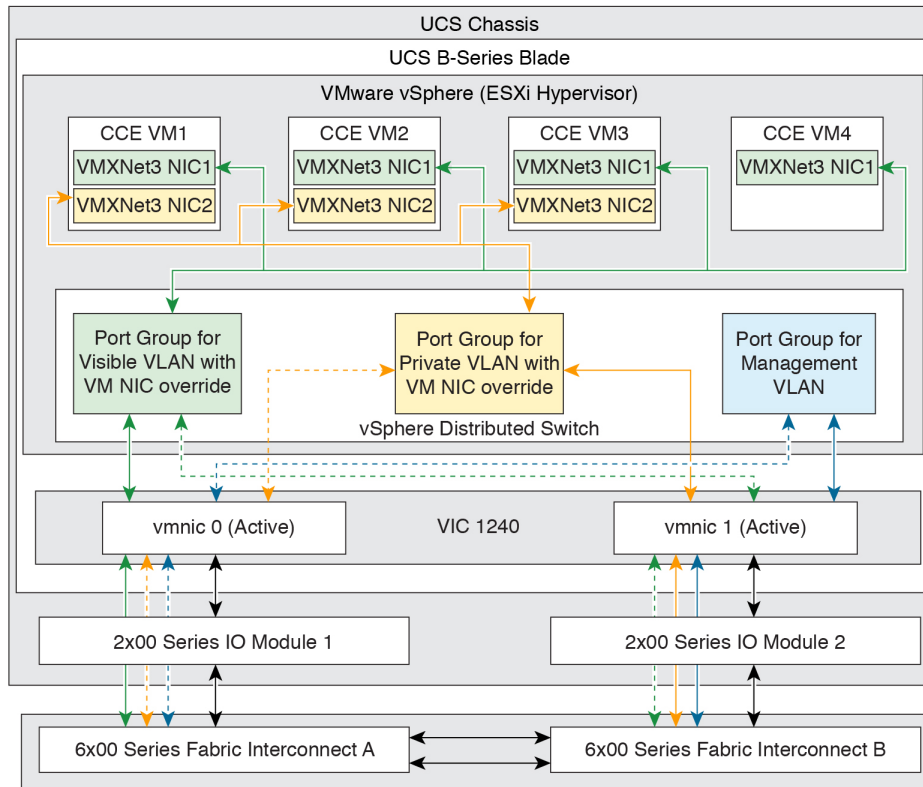 UCS Chassis
UCS B-Series Blade
VMware vSphere (ESXi Hypervisor)
CCE VM1
VMXNet3 NIC1
VMXNet3 NIC2
CCE VM2
VMXNet3 NIC1
VMXNet3 NIC2
CCE VM3
VMXNet3 NIC1
VMXNet3 NIC2
CCE VM4
VMXNet3 NIC1
Port Group for
Visible VLAN with
VM NIC override
Port Group for
Private VLAN with
VM NIC override
Port Group for
Management
VLAN
vSphere Distributed Switch
vmnic 0 (Active)
VIC 1240
vmnic 1 (Active)
2x00 Series IO Module 1
2x00 Series IO Module 2
6x00 Series Fabric Interconnect A
6x00 Series Fabric Interconnect B